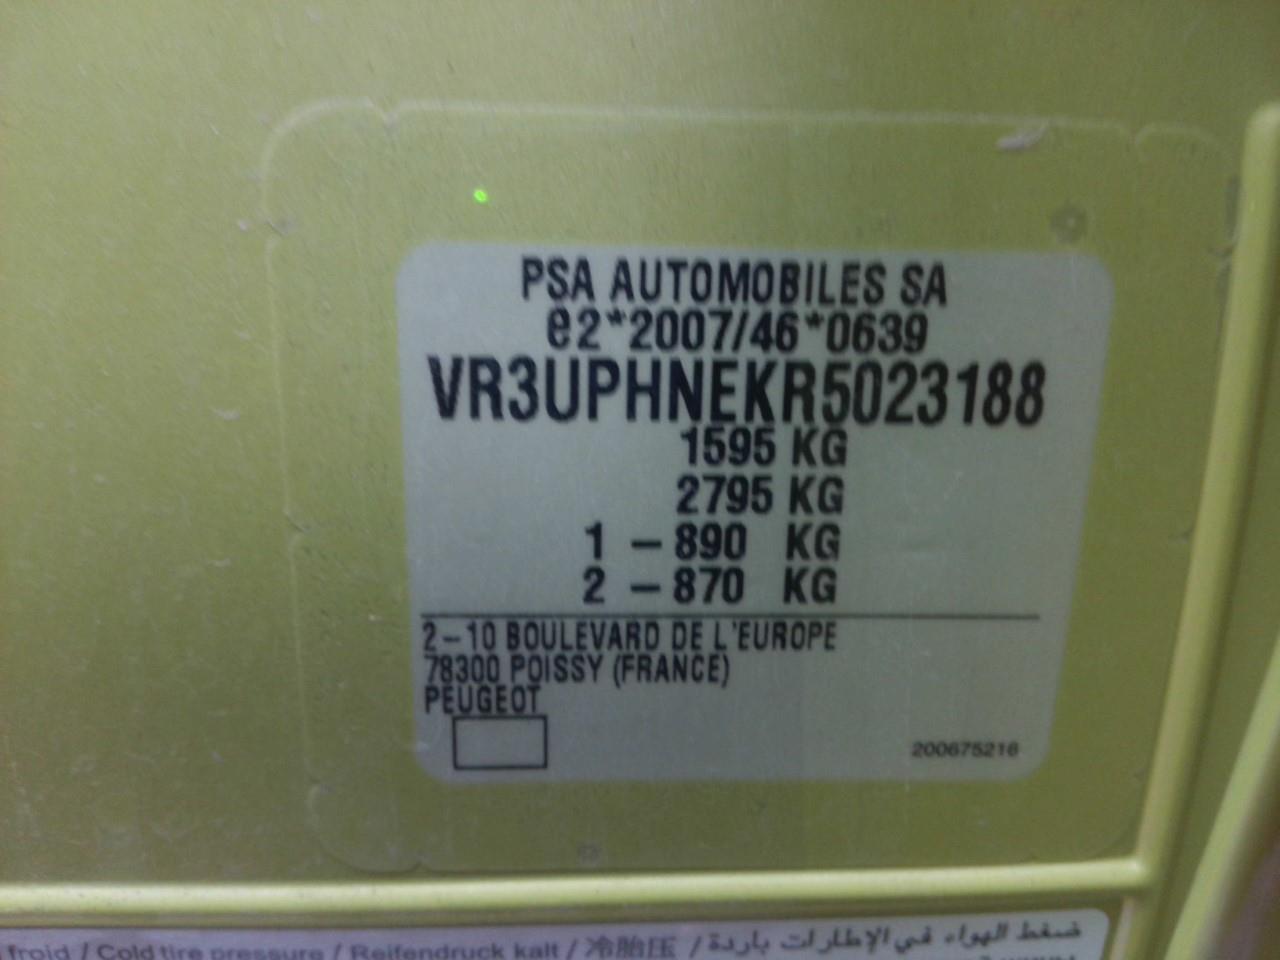 PSA AUTOMOBILES SA
e2*2007/46*0639
VR3UPHNEKR5023188
1595 KG
2795 KG
1 – 890 KG
2 – 870 KG
2–10 BOULEVARD DE L'EUROPE
78300 POISSY (FRANCE)
PEUGEOT
200675216
froid / Cold tire pressure / Reifendruck kalt / 冷胎压 / ضغط الهواء في الإطارات باردة